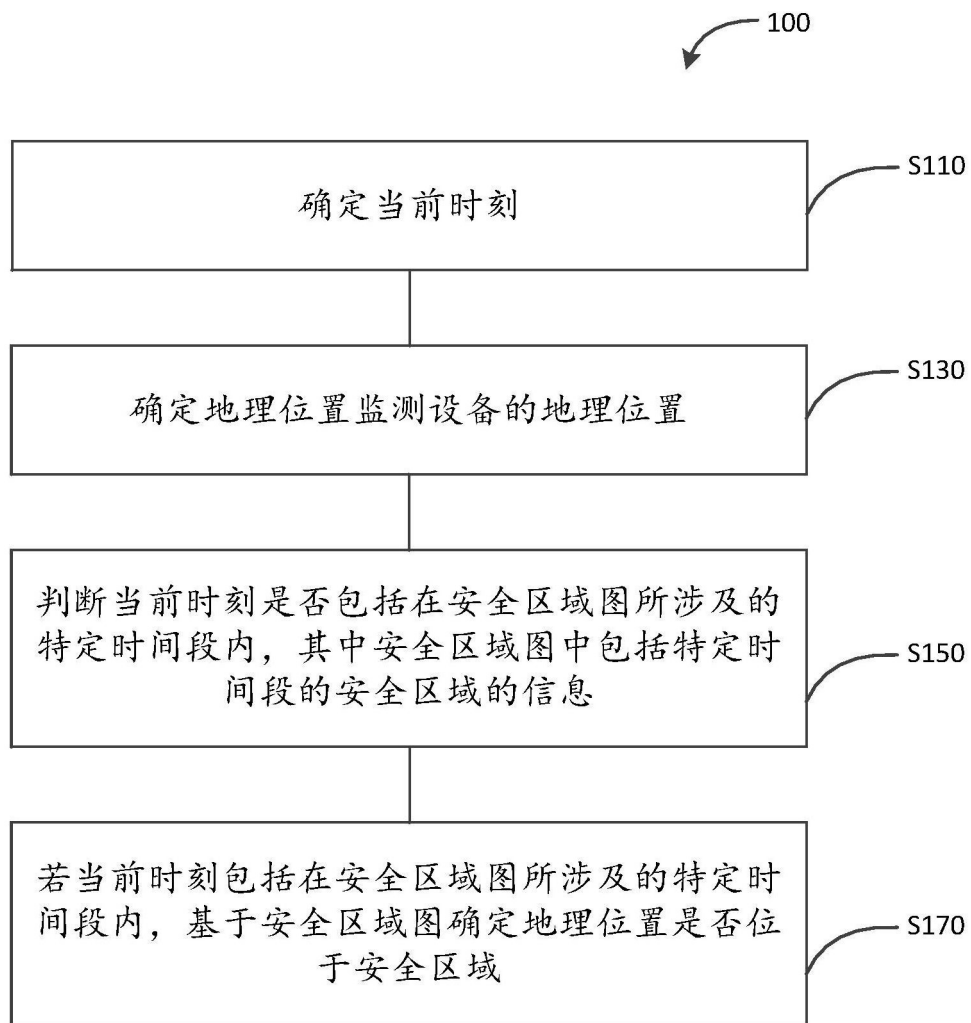 100
确定当前时刻
S110
确定地理位置监测设备的地理位置
S130
判断当前时刻是否包括在安全区域图所涉及的
特定时间段内，其中安全区域图中包括特定时
间段的安全区域的信息
S150
若当前时刻包括在安全区域图所涉及的特定时
间段内，基于安全区域图确定地理位置是否位
于安全区域
S170